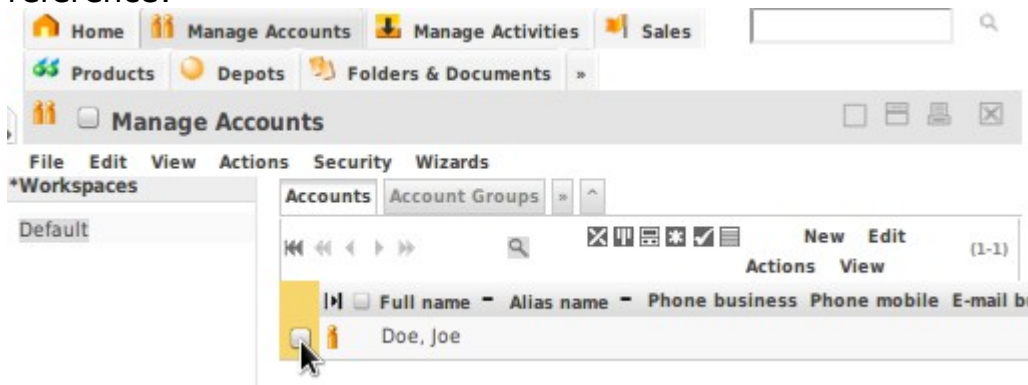 reference.
Home Manage Accounts Manage Activities Sales
Products Depots Folders & Documents »
Manage Accounts
File Edit View Actions Security Wizards
*Workspaces
Accounts Account Groups » ^
Default
New Edit (1-1)
Actions View
Full name Alias name Phone business Phone mobile E-mail b
Doe, Joe